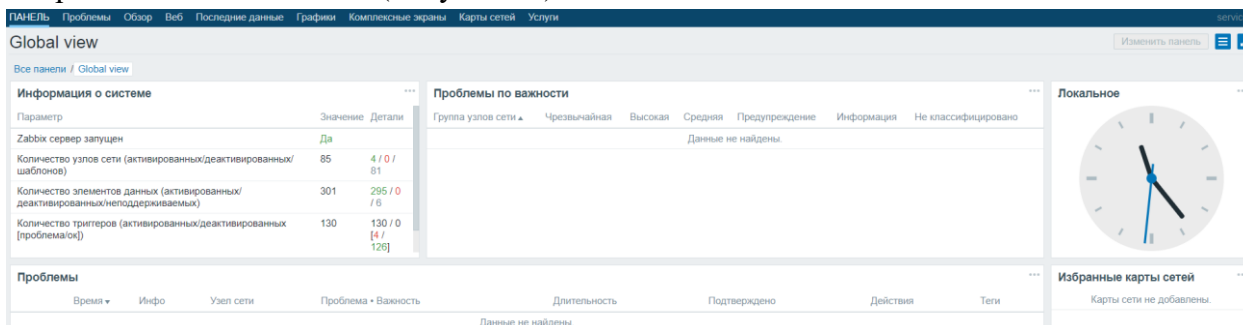 ПАНЕЛЬ Проблемы Обзор Веб Последние данные Графики Комплексные экраны Карты сетей Услуги
Global view Изменить панель
Все панели / Global view
Информация о системе
Параметр Значение Детали
Zabbix сервер запущен Да
Количество узлов сети (активированных/деактивированных/ 85 4 / 0 /
шаблонов) 81
Количество элементов данных (активированных/ 301 295 / 0
деактивированных/неподдерживаемых) / 6
Количество триггеров (активированных/деактивированных 130 130 / 0
[проблема/ок]) [4 /
126]
Проблемы по важности
Группа узлов сети Чрезвычайная Высокая Средняя Предупреждение Информация Не классифицировано
Данные не найдены.
Локальное
Проблемы
Время Инфо Узел сети Проблема • Важность Длительность Подтверждено Действия Теги
Данные не найдены.
Избранные карты сетей
Карты сети не добавлены.